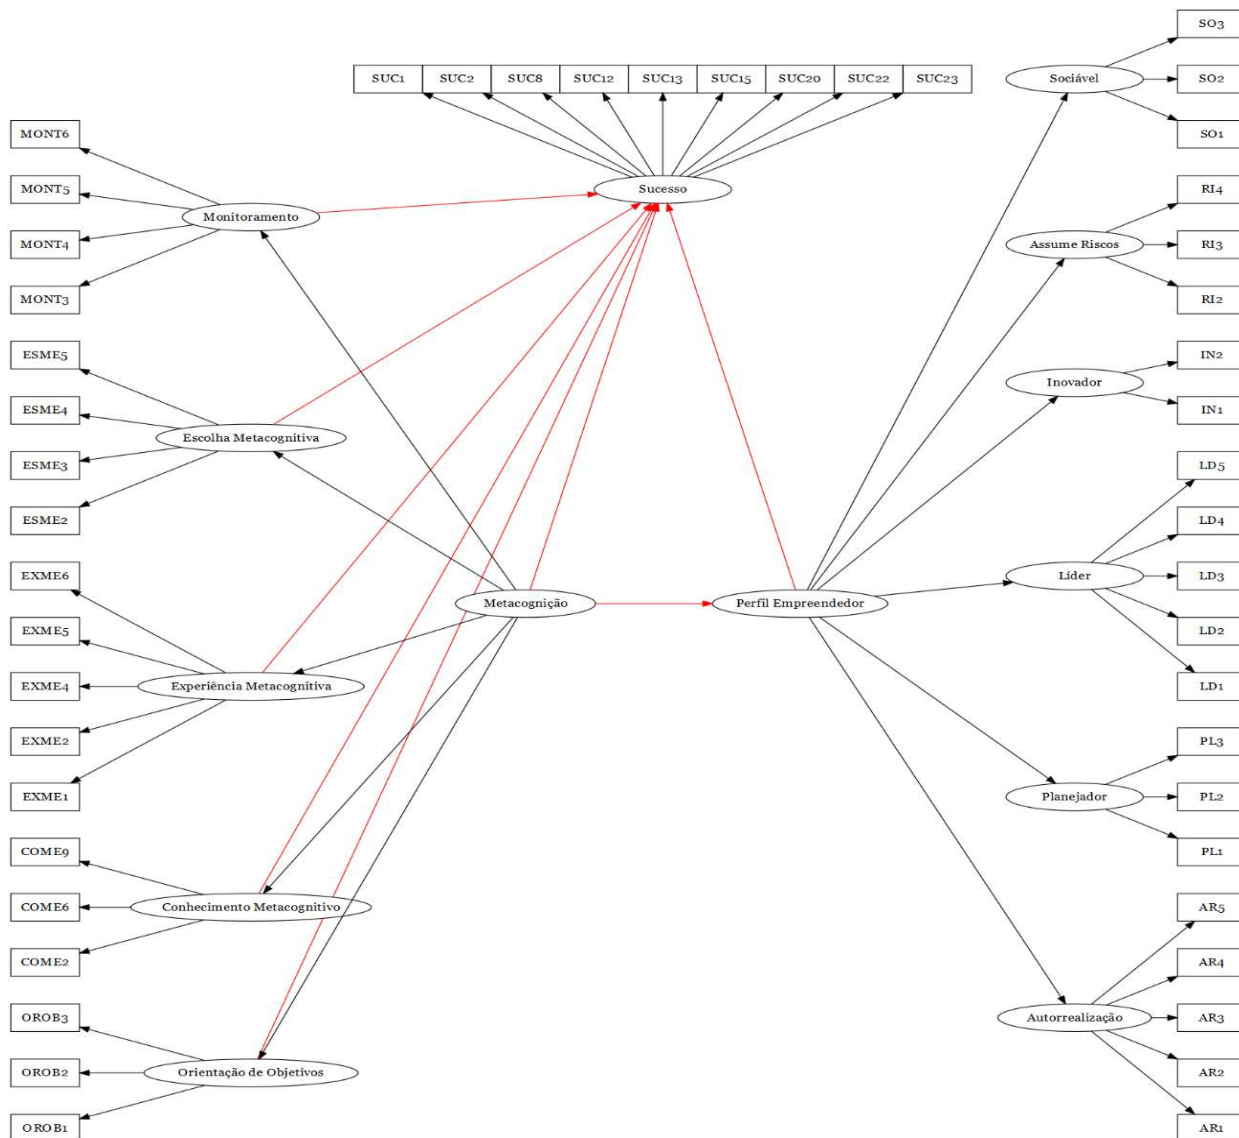 SO3
SUC1 SUC2 SUC8 SUC12 SUC13 SUC15 SUC20 SUC22 SUC23
Sociável
SO2
SO1
MONT6
MONT5
MONT4
MONT3
Monitoramento
Sucesso
RI4
Assume Riscos
RI3
RI2
ESME5
ESME4
ESME3
ESME2
Escolha Metacognitiva
Inovador
IN2
IN1
LD5
LD4
LD3
LD2
LD1
Líder
EXME6
EXME5
EXME4
EXME2
EXME1
Experiência Metacognitiva
Metacognição
Perfil Empreendedor
PL3
Planejador
PL2
PL1
COME9
COME6
COME2
Conhecimento Metacognitivo
AR5
AR4
Autorrealização
AR3
AR2
AR1
OROB3
OROB2
OROB1
Orientação de Objetivos